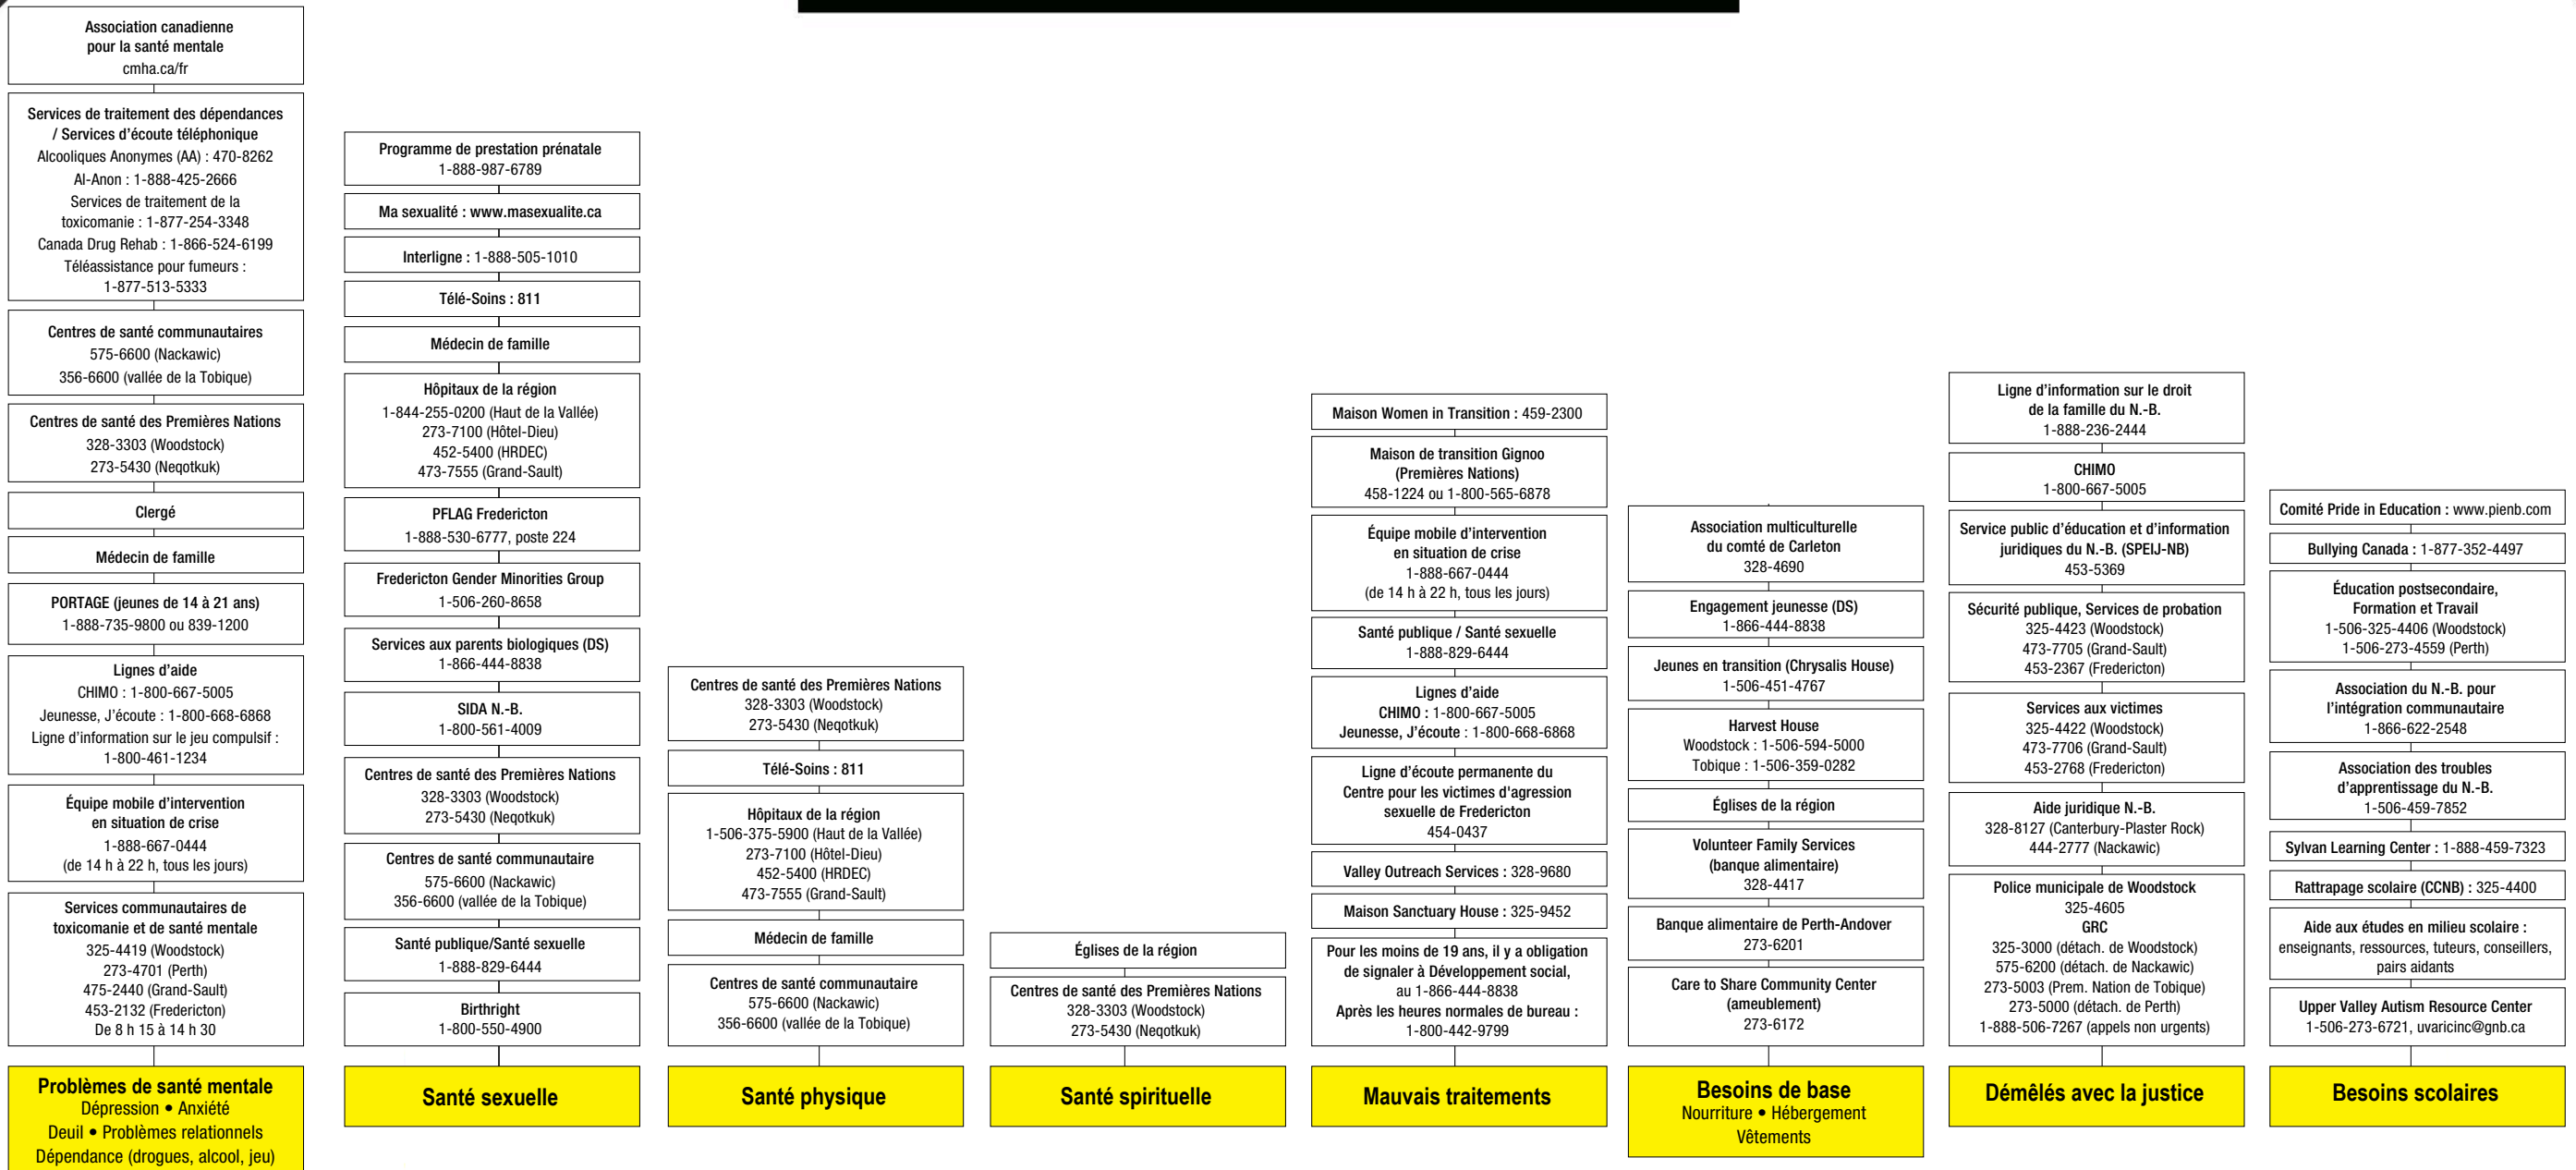 Association canadienne
pour la santé mentale
cmha.ca/fr
Services de traitement des dépendances
/ Services d'écoute téléphonique
Alcooliques Anonymes (AA) : 470-8262
Al-Anon : 1-888-425-2666
Services de traitement de la
toxicomanie : 1-877-254-3348
Canada Drug Rehab : 1-866-524-6199
Téléassistance pour fumeurs :
1-877-513-5333
Centres de santé communautaires
575-6600 (Nackawic)
356-6600 (vallée de la Tobique)
Centres de santé des Premières Nations
328-3303 (Woodstock)
273-5430 (Neqotkuk)
Clergé
Médecin de famille
PORTAGE (jeunes de 14 à 21 ans)
1-888-735-9800 ou 839-1200
Lignes d'aide
CHIMO : 1-800-667-5005
Jeunesse, J'écoute : 1-800-668-6868
Ligne d'information sur le jeu compulsif :
1-800-461-1234
Équipe mobile d'intervention
en situation de crise
1-888-667-0444
(de 14 h à 22 h, tous les jours)
Services communautaires de
toxicomanie et de santé mentale
325-4419 (Woodstock)
273-4701 (Perth)
475-2440 (Grand-Sault)
453-2132 (Fredericton)
De 8 h 15 à 14 h 30
Problèmes de santé mentale
Dépression • Anxiété
Deuil • Problèmes relationnels
Dépendance (drogues, alcool, jeu)
Programme de prestation prénatale
1-888-987-6789
Ma sexualité : www.masexualite.ca
Interligne : 1-888-505-1010
Télé-Soins : 811
Médecin de famille
Hôpitaux de la région
1-844-255-0200 (Haut de la Vallée)
273-7100 (Hôtel-Dieu)
452-5400 (HRDEC)
473-7555 (Grand-Sault)
PFLAG Fredericton
1-888-530-6777, poste 224
Fredericton Gender Minorities Group
1-506-260-8658
Services aux parents biologiques (DS)
1-866-444-8838
SIDA N.-B.
1-800-561-4009
Centres de santé des Premières Nations
328-3303 (Woodstock)
273-5430 (Neqotkuk)
Centres de santé communautaire
575-6600 (Nackawic)
356-6600 (vallée de la Tobique)
Santé publique/Santé sexuelle
1-888-829-6444
Birthright
1-800-550-4900
Santé sexuelle
Centres de santé des Premières Nations
328-3303 (Woodstock)
273-5430 (Neqotkuk)
Télé-Soins : 811
Hôpitaux de la région
1-506-375-5900 (Haut de la Vallée)
273-7100 (Hôtel-Dieu)
452-5400 (HRDEC)
473-7555 (Grand-Sault)
Médecin de famille
Centres de santé communautaire
575-6600 (Nackawic)
356-6600 (vallée de la Tobique)
Santé physique
Églises de la région
Centres de santé des Premières Nations
328-3303 (Woodstock)
273-5430 (Neqotkuk)
Santé spirituelle
Maison Women in Transition : 459-2300
Maison de transition Gignoo
(Premières Nations)
458-1224 ou 1-800-565-6878
Équipe mobile d'intervention
en situation de crise
1-888-667-0444
(de 14 h à 22 h, tous les jours)
Santé publique / Santé sexuelle
1-888-829-6444
Lignes d'aide
CHIMO : 1-800-667-5005
Jeunesse, J'écoute : 1-800-668-6868
Ligne d'écoute permanente du
Centre pour les victimes d'agression
sexuelle de Fredericton
454-0437
Valley Outreach Services : 328-9680
Maison Sanctuary House : 325-9452
Pour les moins de 19 ans, il y a obligation
de signaler à Développement social,
au 1-866-444-8838
Après les heures normales de bureau :
1-800-442-9799
Mauvais traitements
Association multiculturelle
du comté de Carleton
328-4690
Engagement jeunesse (DS)
1-866-444-8838
Jeunes en transition (Chrysalis House)
1-506-451-4767
Harvest House
Woodstock : 1-506-594-5000
Tobique : 1-506-359-0282
Églises de la région
Volunteer Family Services
(banque alimentaire)
328-4417
Banque alimentaire de Perth-Andover
273-6201
Care to Share Community Center
(ameublement)
273-6172
Besoins de base
Nourriture • Hébergement
Vêtements
Ligne d'information sur le droit
de la famille du N.-B.
1-888-236-2444
CHIMO
1-800-667-5005
Service public d'éducation et d'information
juridiques du N.-B. (SPEIJ-NB)
453-5369
Sécurité publique, Services de probation
325-4423 (Woodstock)
473-7705 (Grand-Sault)
453-2367 (Fredericton)
Services aux victimes
325-4422 (Woodstock)
473-7706 (Grand-Sault)
453-2768 (Fredericton)
Aide juridique N.-B.
328-8127 (Canterbury-Plaster Rock)
444-2777 (Nackawic)
Police municipale de Woodstock
325-4605
GRC
325-3000 (détach. de Woodstock)
575-6200 (détach. de Nackawic)
273-5003 (Prem. Nation de Tobique)
273-5000 (détach. de Perth)
1-888-506-7267 (appels non urgents)
Démêlés avec la justice
Comité Pride in Education : www.pienb.com
Bullying Canada : 1-877-352-4497
Éducation postsecondaire,
Formation et Travail
1-506-325-4406 (Woodstock)
1-506-273-4559 (Perth)
Association du N.-B. pour
l'intégration communautaire
1-866-622-2548
Association des troubles
d'apprentissage du N.-B.
1-506-459-7852
Sylvan Learning Center : 1-888-459-7323
Rattrapage scolaire (CCNB) : 325-4400
Aide aux études en milieu scolaire :
enseignants, ressources, tuteurs, conseillers,
pairs aidants
Upper Valley Autism Resource Center
1-506-273-6721, uvaricinc@gnb.ca
Besoins scolaires